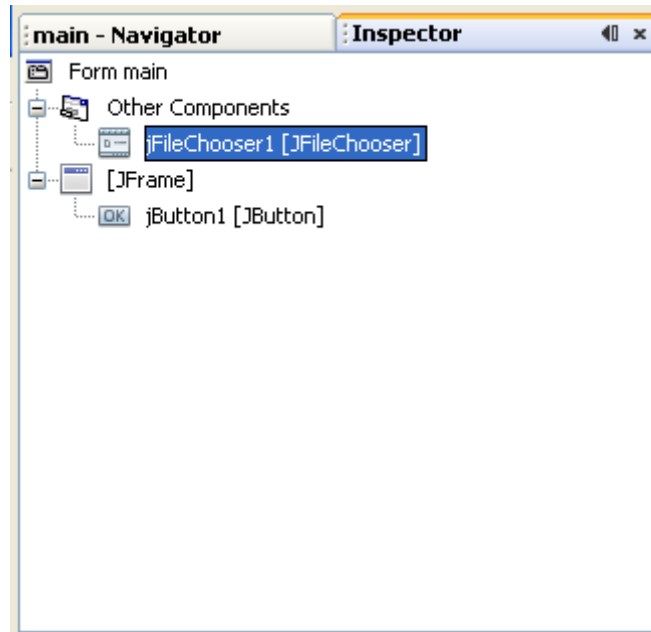 main - Navigator
Inspector
Form main
Other Components
jFileChooser1 [JFileChooser]
[JFrame]
OK jButton1 [JButton]